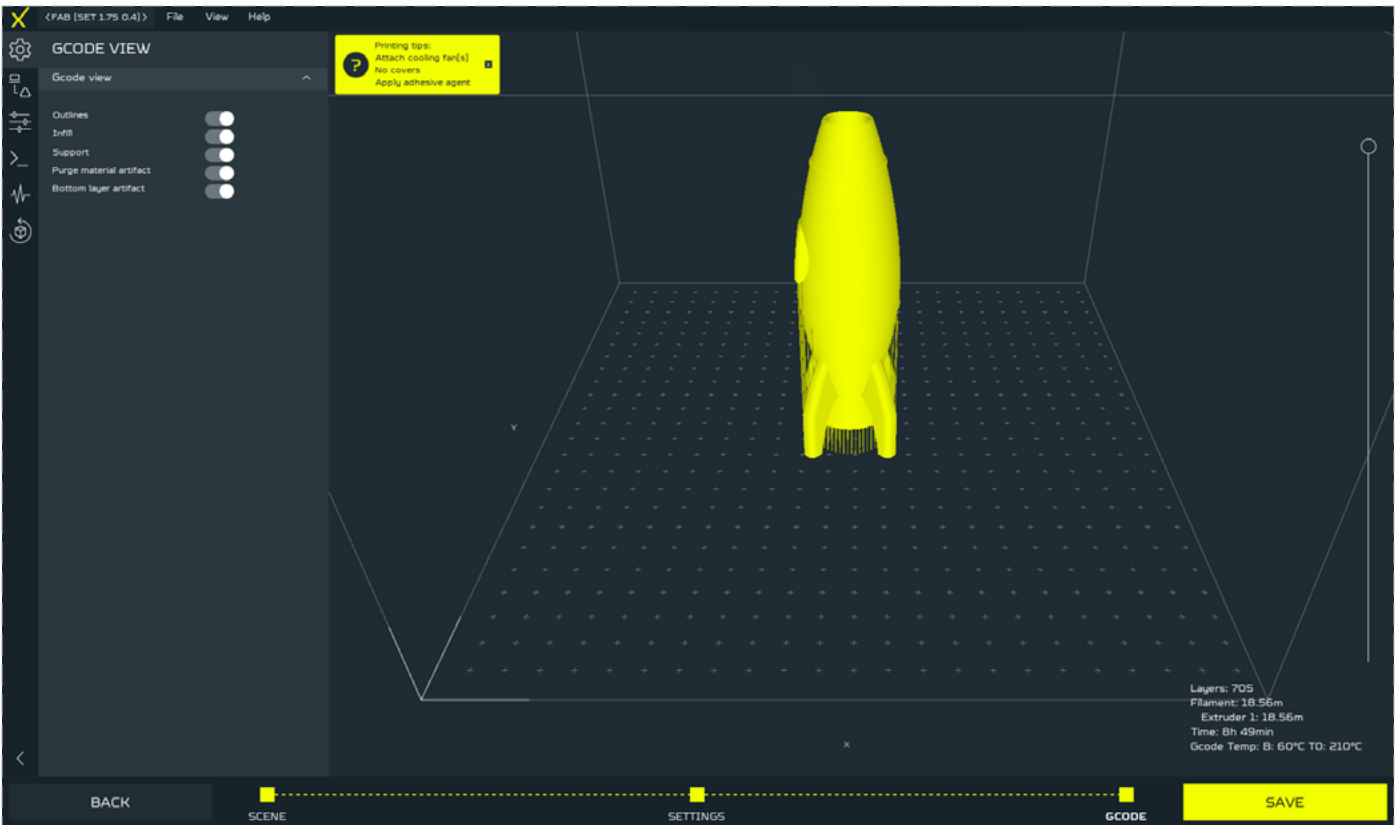 <FAB [SET 1.75 0.4]> File View Help
GCODE VIEW
Gcode view
Outlines
Infill
Support
Purge material artifact
Bottom layer artifact
Printing tips:
Attach cooling fan[s]
No covers
Apply adhesive agent
?
Y
X
Layers: 705
Filament: 18.56m
Extruder 1: 18.56m
Time: 8h 49min
Gcode Temp: B: 60°C T0: 210°C
BACK
SCENE
SETTINGS
GCODE
SAVE